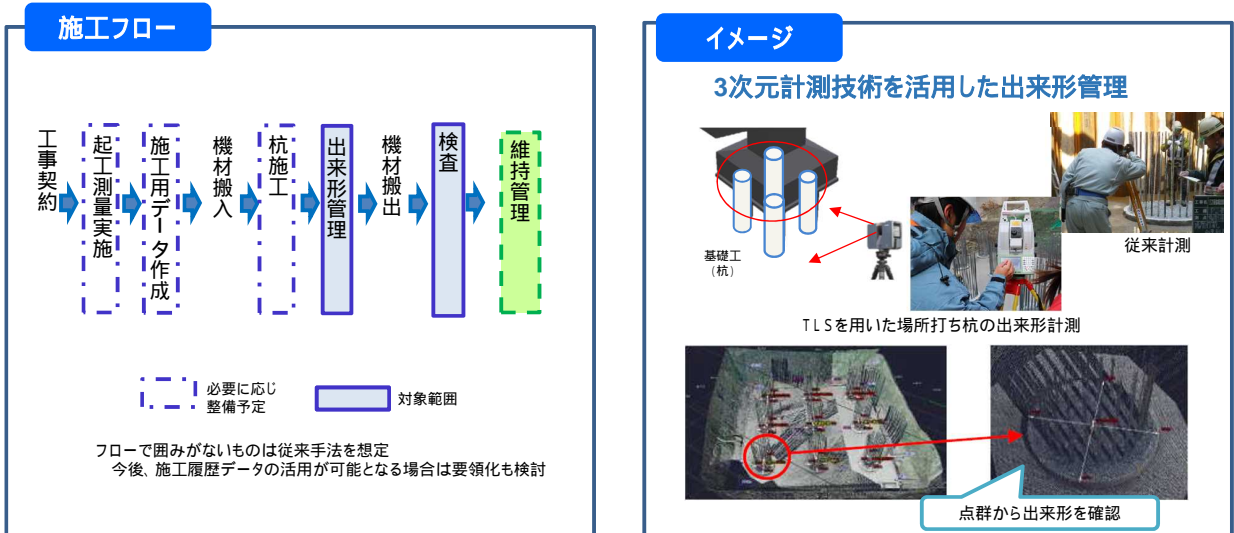 施工フロー
工事契約
起工測量実施
施工用データ作成
機材搬入
杭施工
出来形管理
機材搬出
検査
維持管理
必要に応じ
整備予定
対象範囲
フローで囲みがないものは従来手法を想定
今後、施工履歴データの活用が可能となる場合は要領化も検討
イメージ
3次元計測技術を活用した出来形管理
基礎工
(杭)
従来計測
TLSを用いた場所打ち杭の出来形計測
点群から出来形を確認